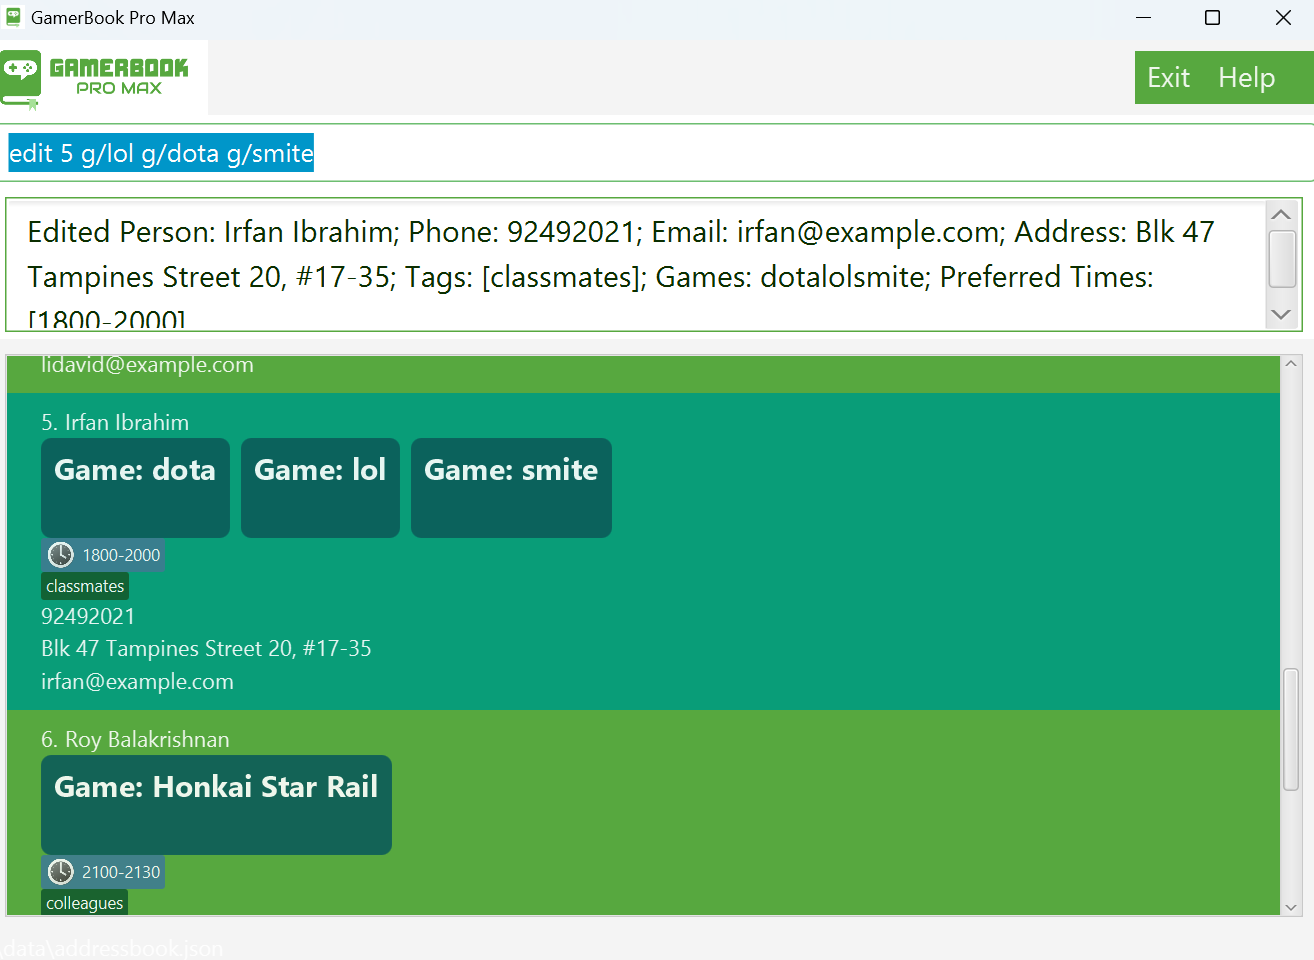 GamerBook Pro Max
GAMERBOOK
PRO MAX
Exit Help
edit 5 g/lol g/dota g/smite
Edited Person: Irfan Ibrahim; Phone: 92492021; Email: irfan@example.com; Address: Blk 47
Tampines Street 20, #17-35; Tags: [classmates]; Games: dotalolsmite; Preferred Times:
[1800-2000]
lidavid@example.com
5. Irfan Ibrahim
Game: dota Game: lol Game: smite
1800-2000
classmates
92492021
Blk 47 Tampines Street 20, #17-35
irfan@example.com
6. Roy Balakrishnan
Game: Honkai Star Rail
2100-2130
colleagues
\data\addressbook.json